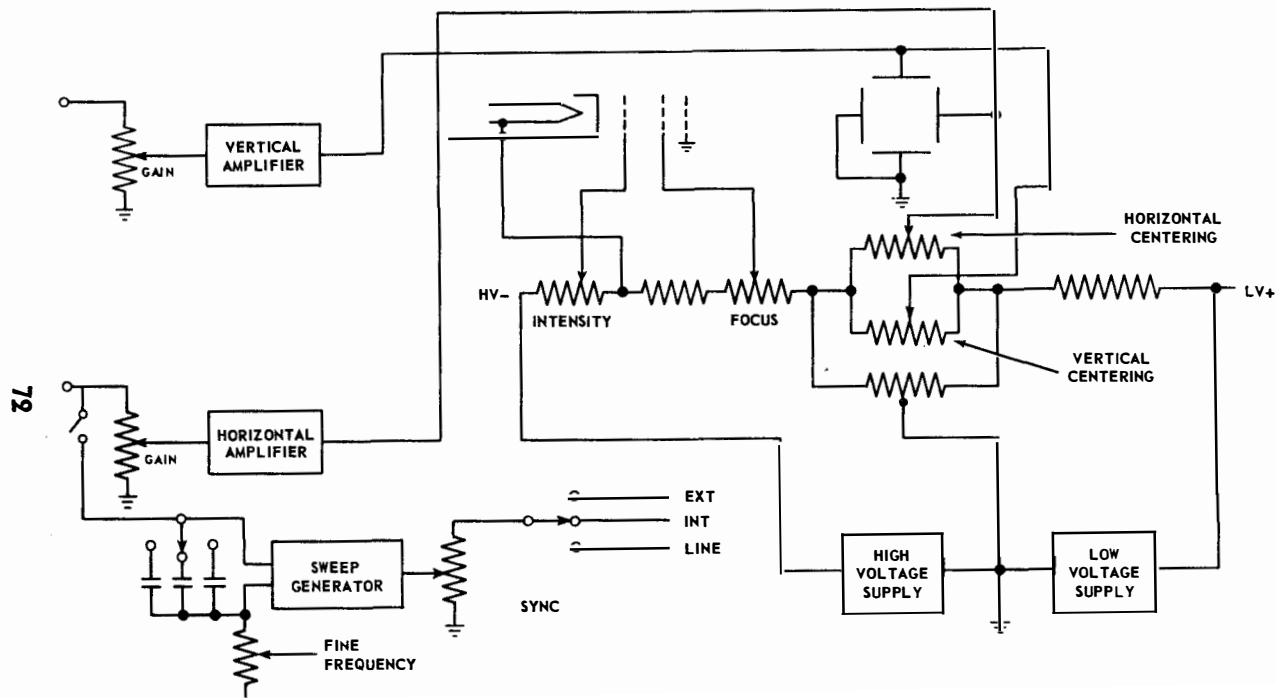 VERTICAL
AMPLIFIER
GAIN
HORIZONTAL
CENTERING
HV-
INTENSITY
FOCUS
LV+
VERTICAL
CENTERING
72
HORIZONTAL
AMPLIFIER
GAIN
EXT
INT
LINE
SWEEP
GENERATOR
SYNC
HIGH
VOLTAGE
SUPPLY
LOW
VOLTAGE
SUPPLY
FINE
FREQUENCY